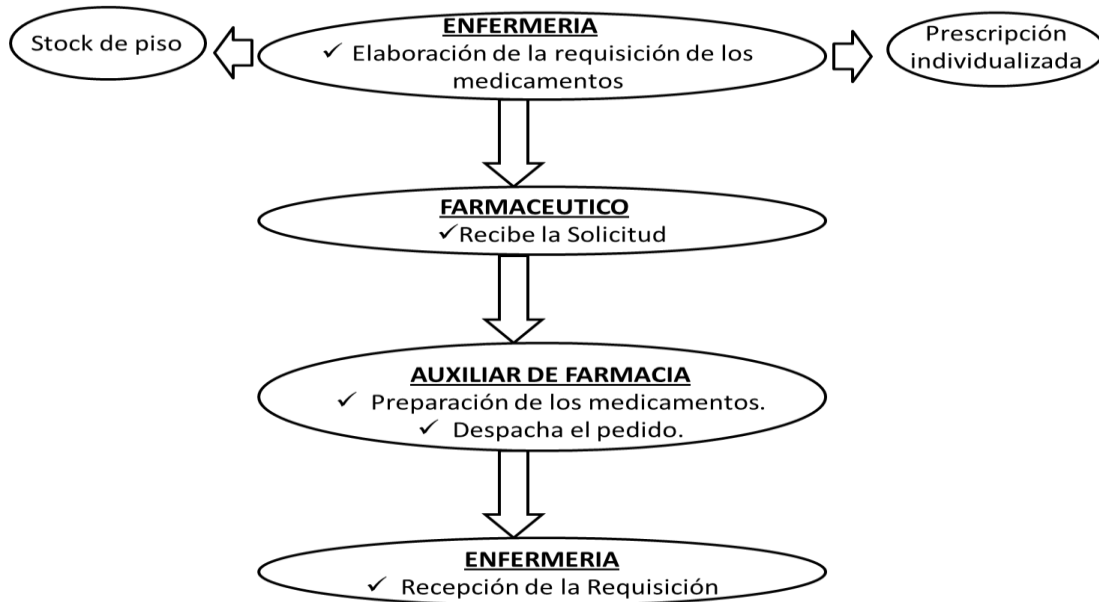 Stock de piso
ENFERMERIA
✓ Elaboración de la requisición de los
medicamentos
Prescripción
individualizada
FARMACEUTICO
✓Recibe la Solicitud
AUXILIAR DE FARMACIA
✓ Preparación de los medicamentos.
✓ Despacha el pedido.
ENFERMERIA
✓ Recepción de la Requisición